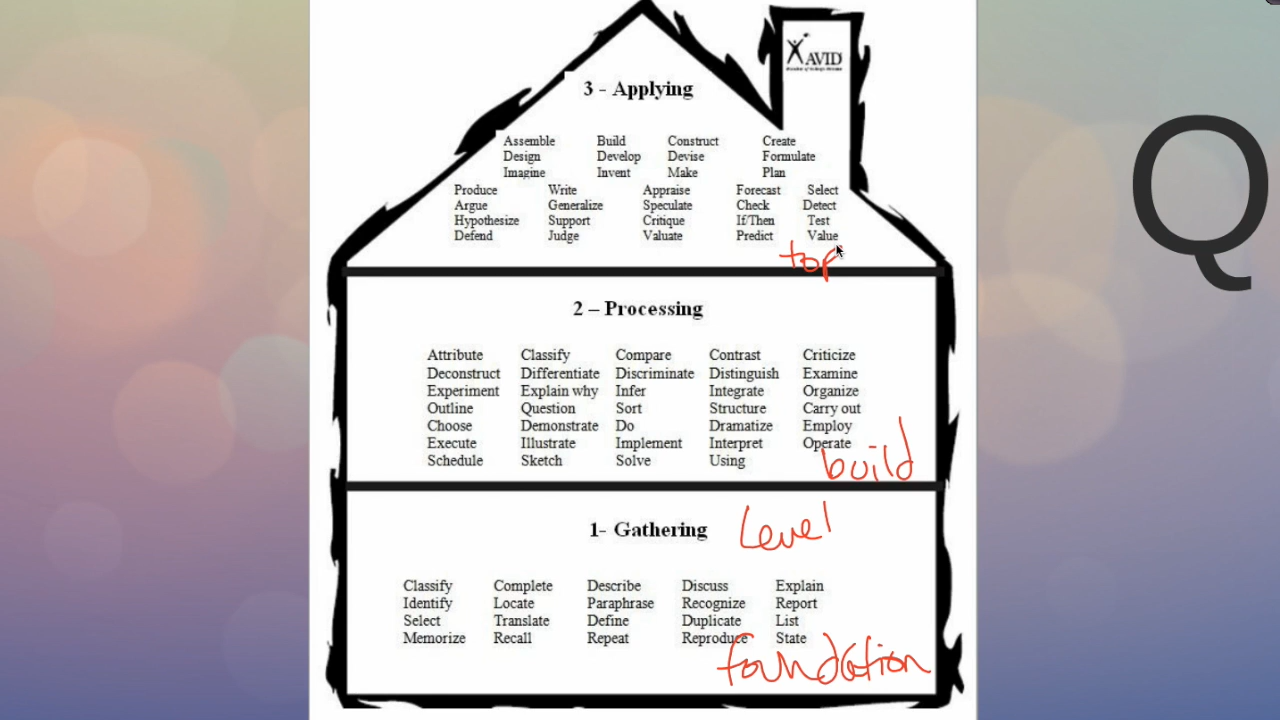 AVID
3 - Applying
Assemble Build Construct Create
Design Develop Devise Formulate
Imagine Invent Make Plan
Produce Write Appraise Forecast Select
Argue Generalize Speculate Check Detect
Hypothesize Support Critique If/Then Test
Defend Judge Valuate Predict Value
top
2 – Processing
Attribute Classify Compare Contrast Criticize
Deconstruct Differentiate Discriminate Distinguish Examine
Experiment Explain why Infer Integrate Organize
Outline Question Sort Structure Carry out
Choose Demonstrate Do Dramatize Employ
Execute Illustrate Implement Interpret Operate
Schedule Sketch Solve Using
build
1- Gathering Level
Classify Complete Describe Discuss Explain
Identify Locate Paraphrase Recognize Report
Select Translate Define Duplicate List
Memorize Recall Repeat Reproduce State
foundation
Q